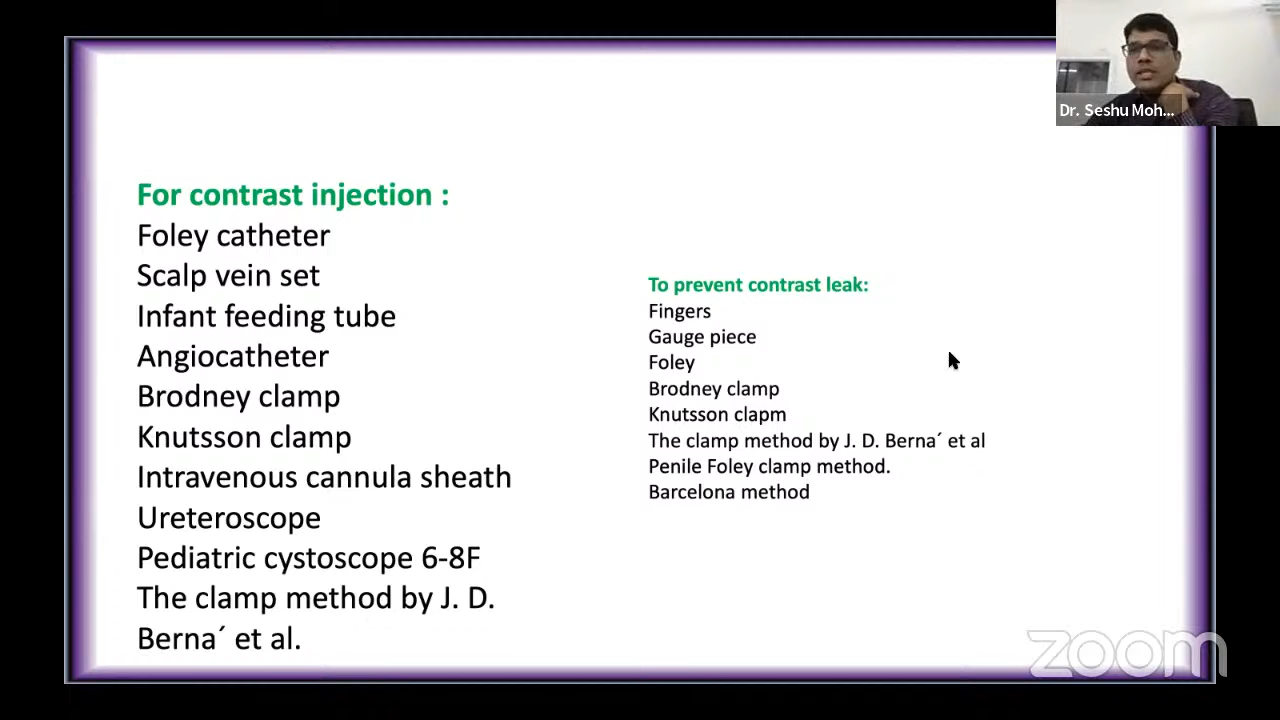 Dr. Seshu Moh...
For contrast injection :
Foley catheter
Scalp vein set
Infant feeding tube
Angiocatheter
Brodney clamp
Knutsson clamp
Intravenous cannula sheath
Ureteroscope
Pediatric cystoscope 6-8F
The clamp method by J. D.
Berna´ et al.
To prevent contrast leak:
Fingers
Gauge piece
Foley
Brodney clamp
Knutsson clapm
The clamp method by J. D. Berna´ et al
Penile Foley clamp method.
Barcelona method
zoom